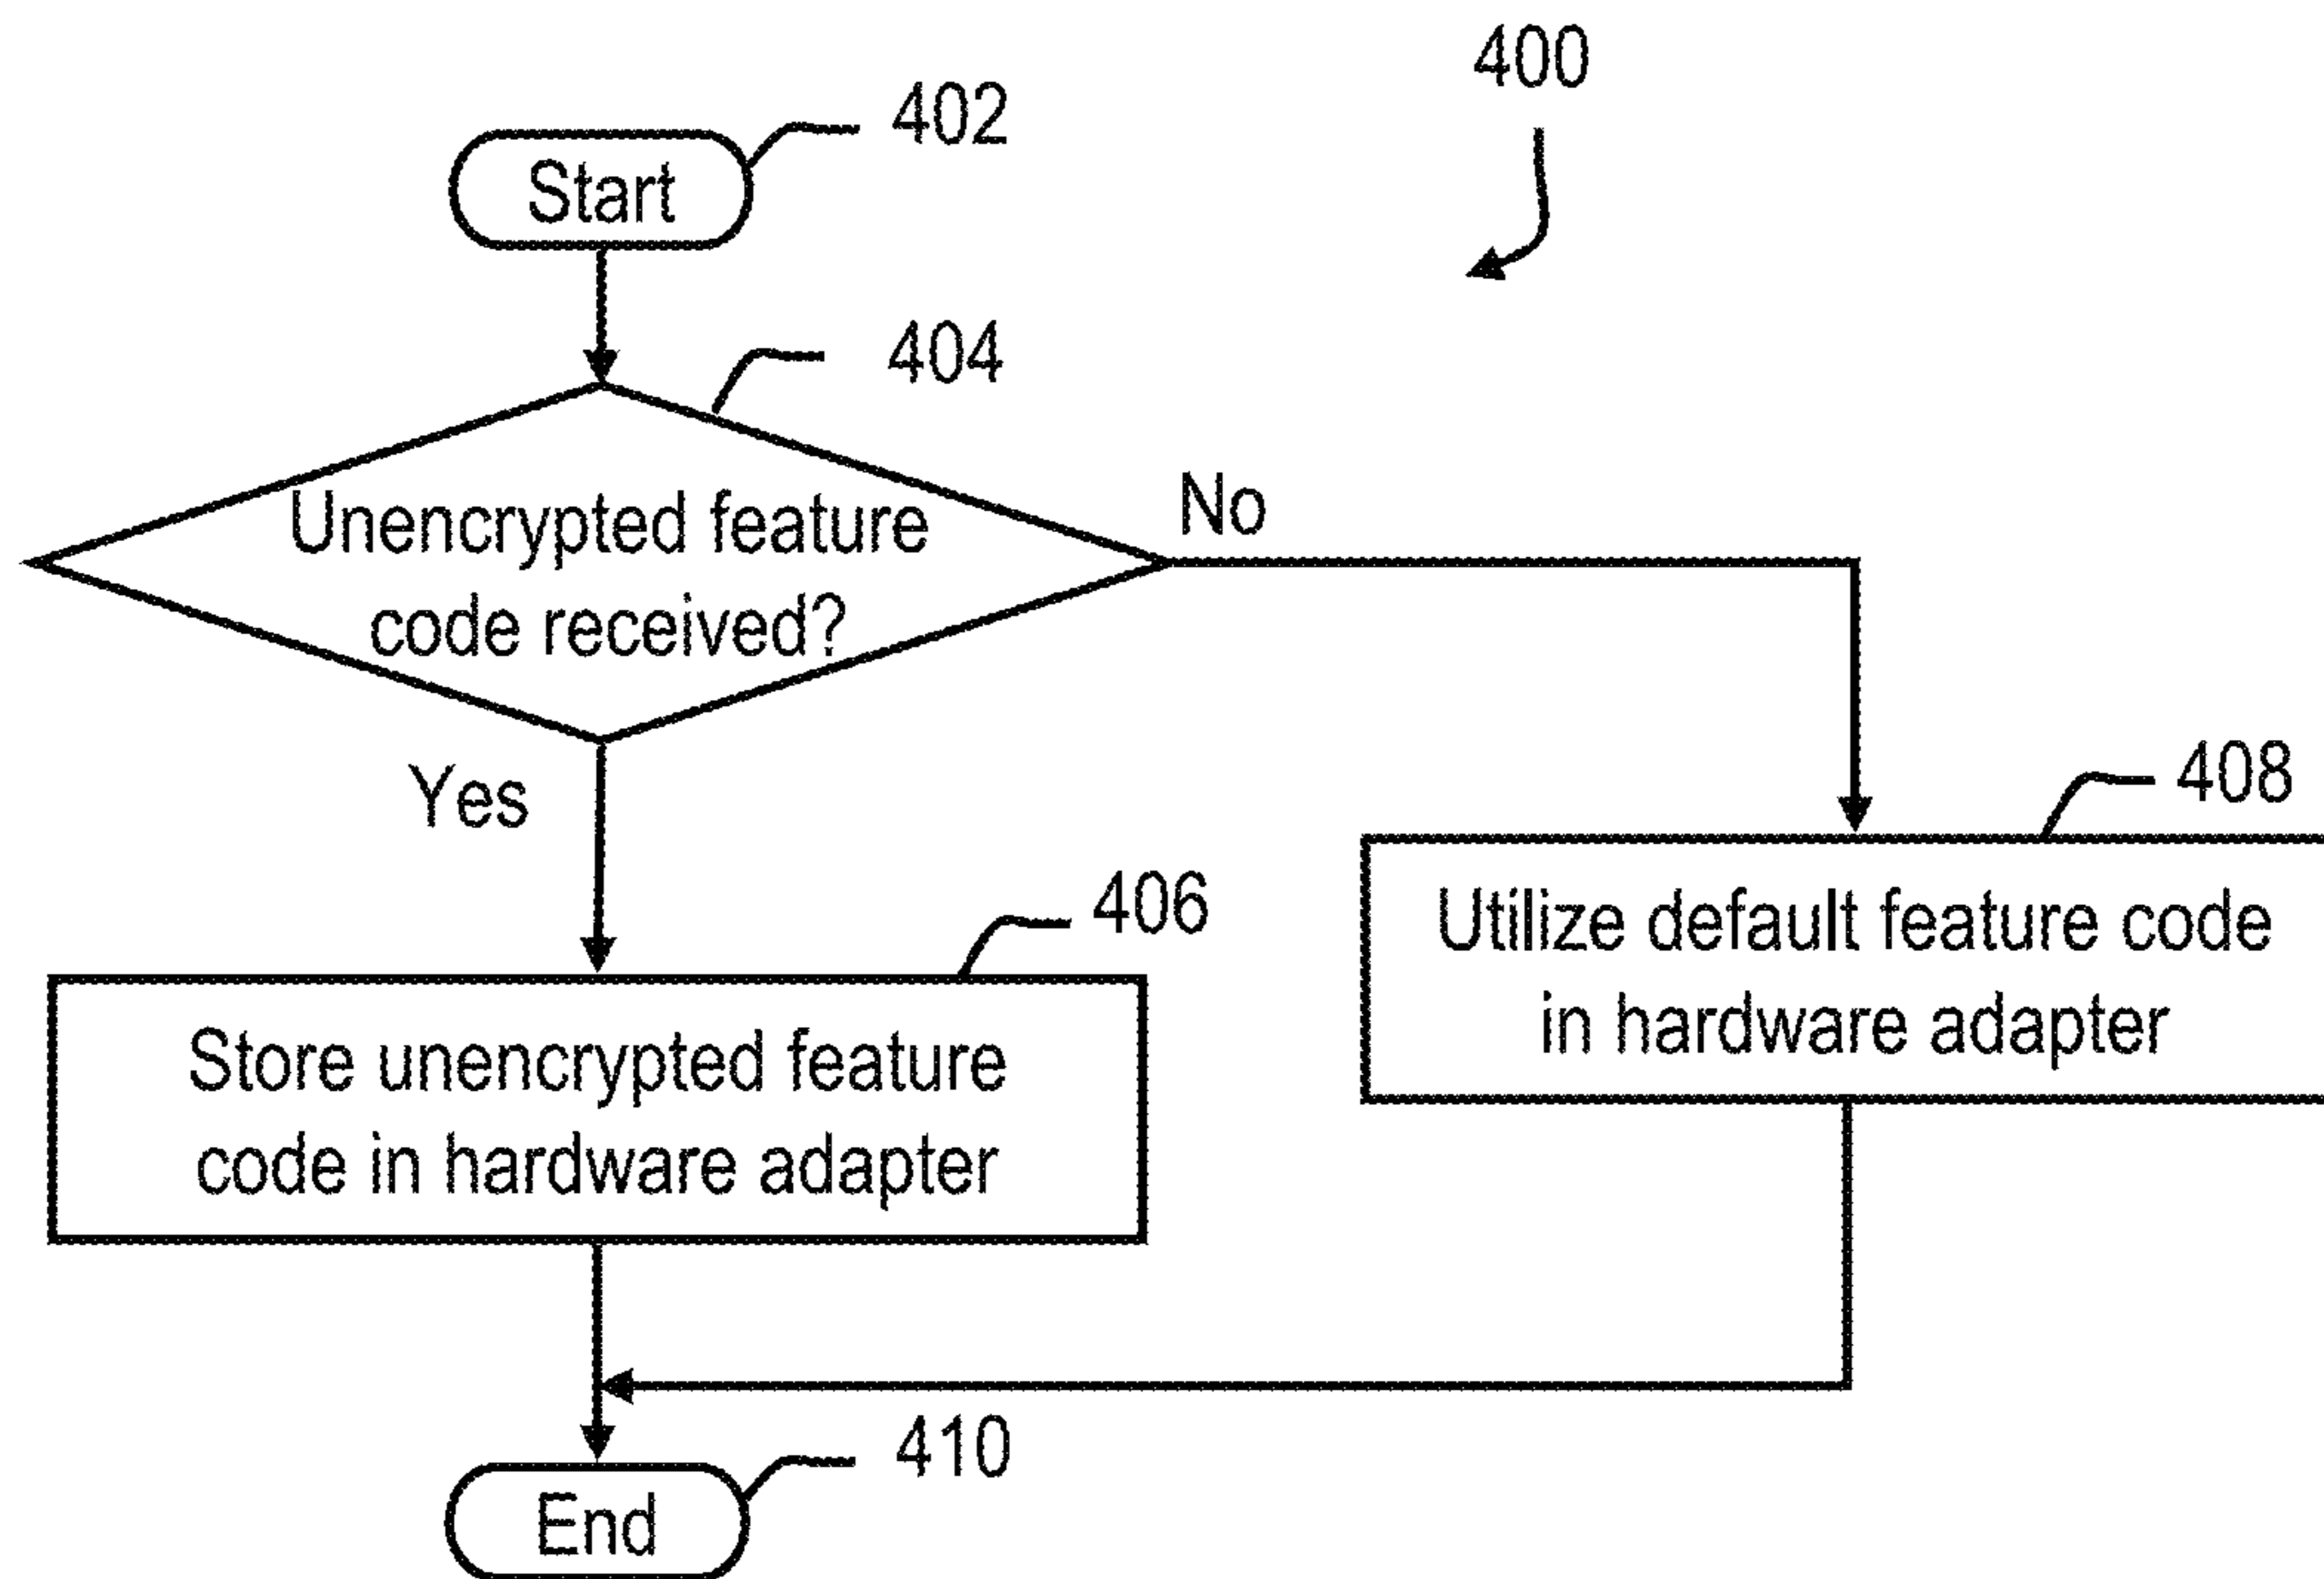 400
402
Start
404
Unencrypted feature
code received?
No
Yes
408
Utilize default feature code
in hardware adapter
406
Store unencrypted feature
code in hardware adapter
410
End